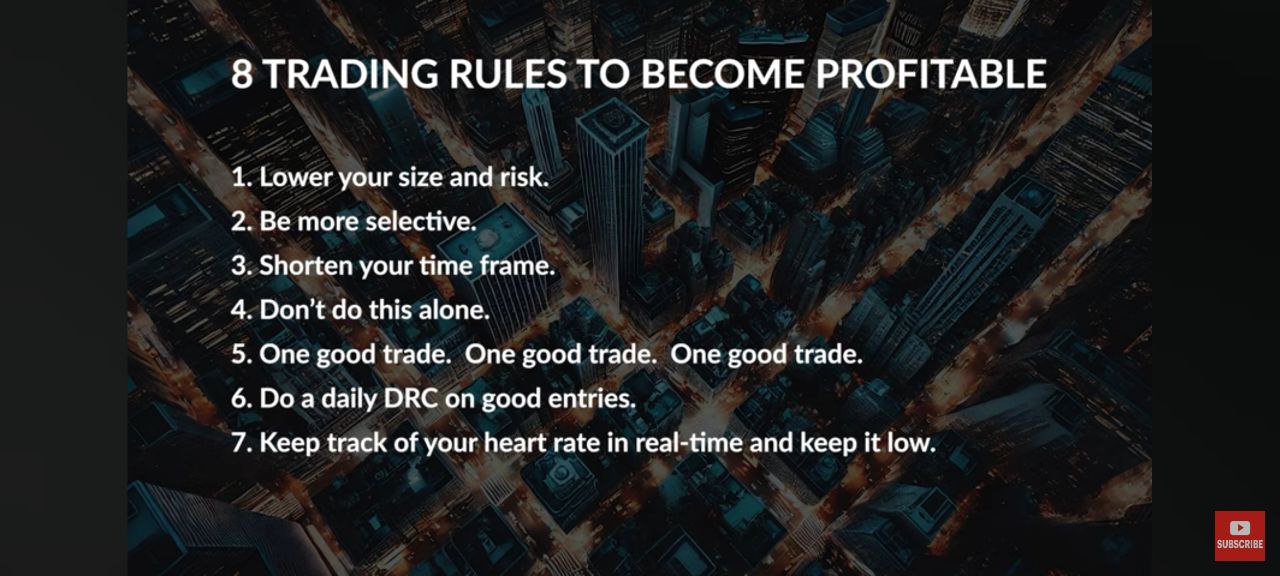 8 TRADING RULES TO BECOME PROFITABLE
1. Lower your size and risk.
2. Be more selective.
3. Shorten your time frame.
4. Don’t do this alone.
5. One good trade.  One good trade.  One good trade.
6. Do a daily DRC on good entries.
7. Keep track of your heart rate in real-time and keep it low.
SUBSCRIBE